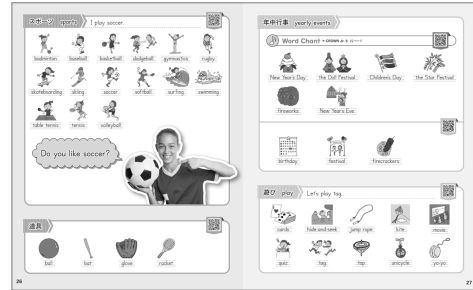 スポーツ sports I play soccer.
badminton baseball basketball dodgeball gymnastics rugby
skateboarding skiing soccer softball surfing swimming
table tennis tennis volleyball
Do you like soccer?
道具
ball bat glove racket
26
年中行事 yearly events
Word Chant
New Year's Day the Doll Festival Children's Day the Star Festival
fireworks New Year's Eve
birthday festival firecrackers
遊び play Let's play tag.
cards hide-and-seek jump rope kite movie
quiz tag top unicycle yo-yo
27